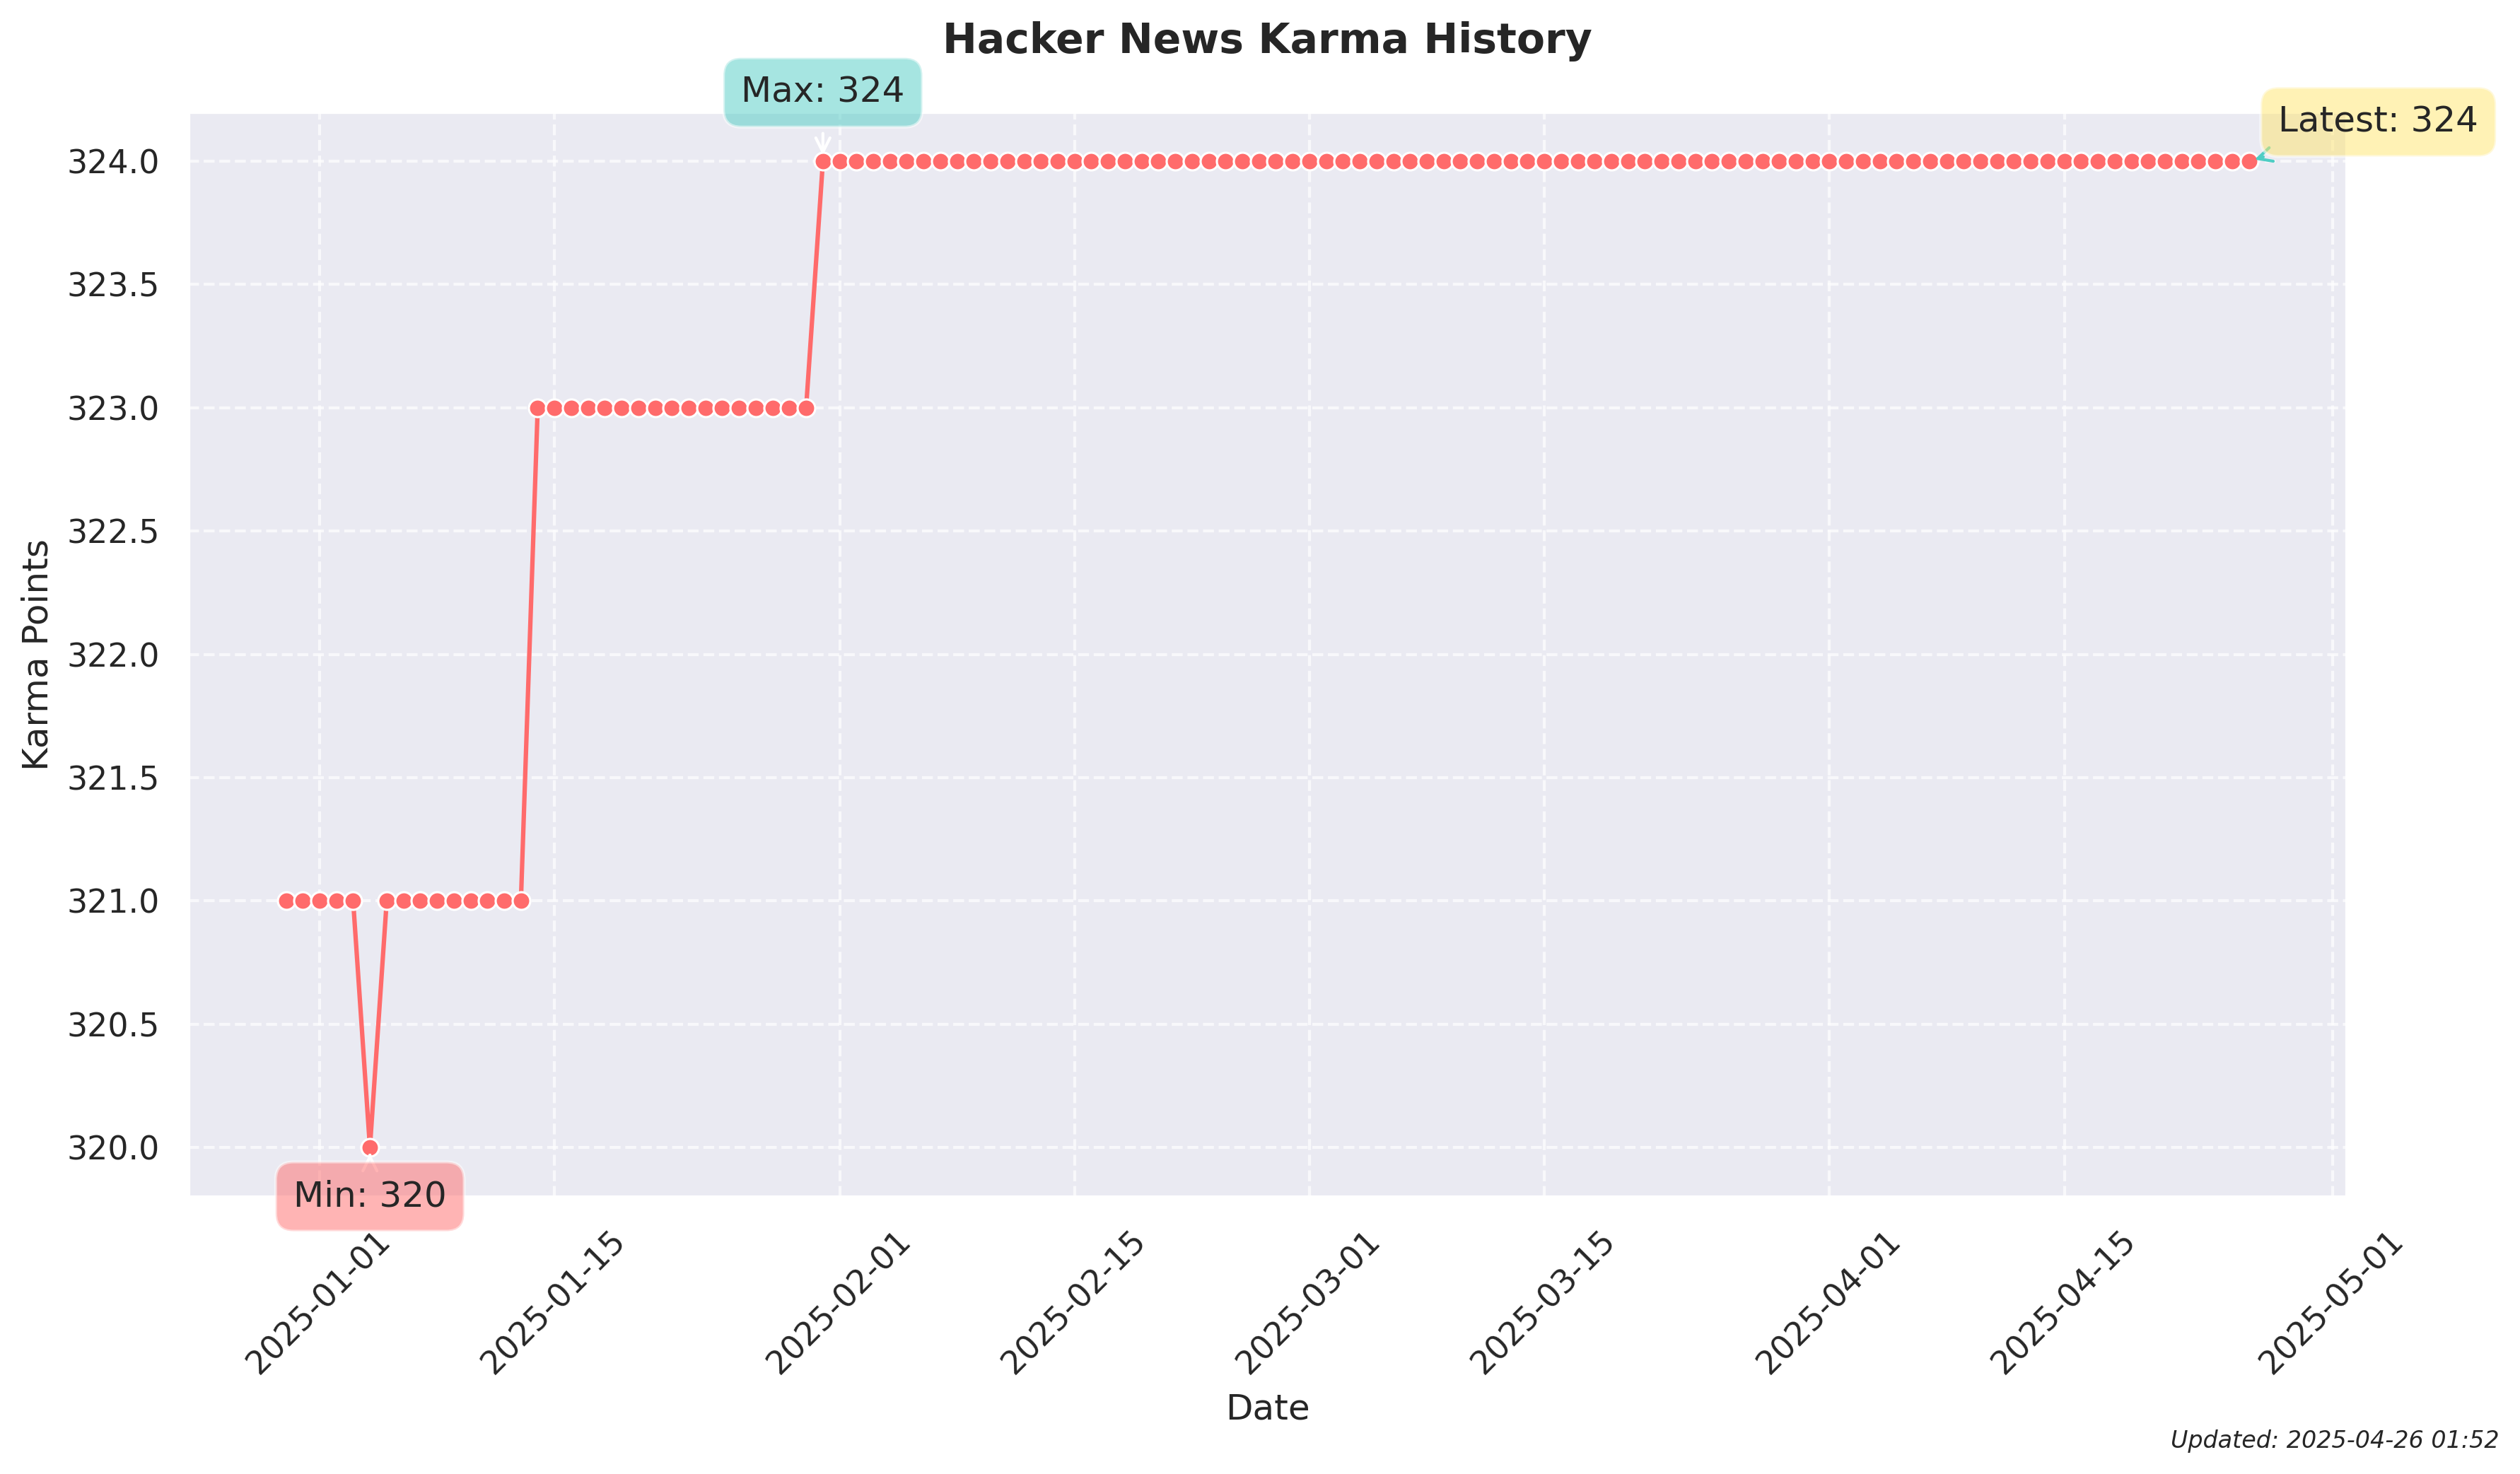 Hacker News Karma History
Max: 324
Latest: 324
324.0
323.5
323.0
322.5
322.0
321.5
321.0
320.5
320.0
Karma Points
Min: 320
2025-01-01
2025-01-15
2025-02-01
2025-02-15
2025-03-01
2025-03-15
2025-04-01
2025-04-15
2025-05-01
Date
Updated: 2025-04-26 01:52